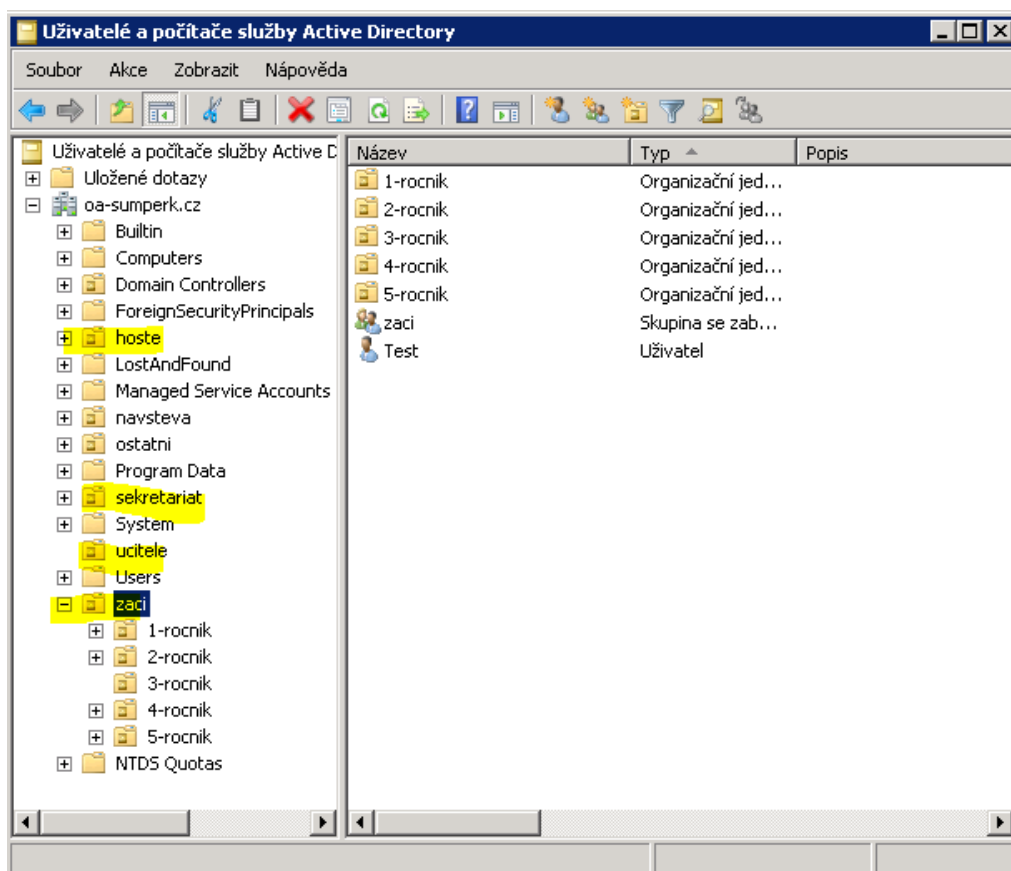 Uživatelé a počítače služby Active Directory
Soubor Akce Zobrazit Nápověda
Uživatelé a počítače služby Active D
Uložené dotazy
oa-sumperk.cz
Builtin
Computers
Domain Controllers
ForeignSecurityPrincipals
hoste
LostAndFound
Managed Service Accounts
navsteva
ostatni
Program Data
sekretariat
System
ucitele
Users
zaci
1-rocnik
2-rocnik
3-rocnik
4-rocnik
5-rocnik
NTDS Quotas
Název Typ Popis
1-rocnik Organizační jed...
2-rocnik Organizační jed...
3-rocnik Organizační jed...
4-rocnik Organizační jed...
5-rocnik Organizační jed...
zaci Skupina se zab...
Test Uživatel